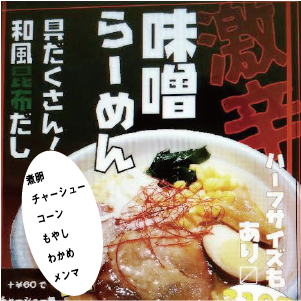 激辛
ハーフサイズも
あり〼
味噌
らーめん
具だくさん!
和風昆布だし
煮卵
チャーシュー
コーン
もやし
わかめ
メンマ
+¥60で